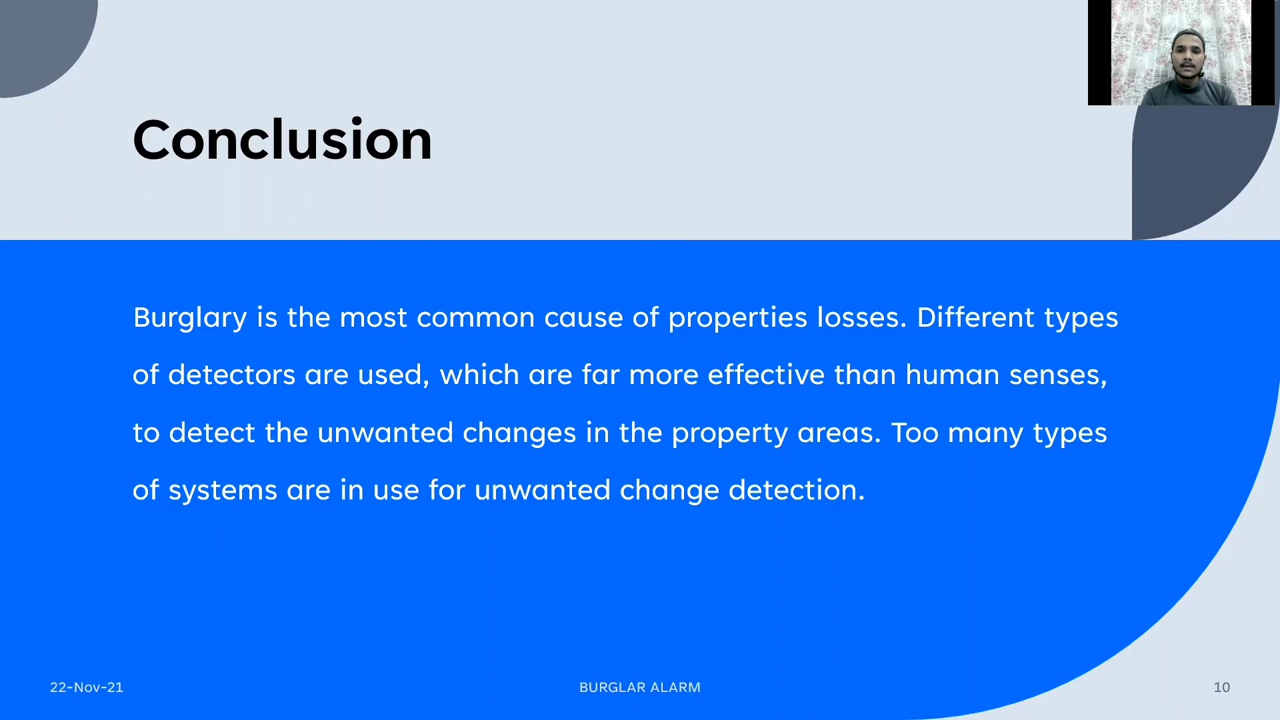 Conclusion
Burglary is the most common cause of properties losses. Different types
of detectors are used, which are far more effective than human senses,
to detect the unwanted changes in the property areas. Too many types
of systems are in use for unwanted change detection.
22-Nov-21
BURGLAR ALARM
10